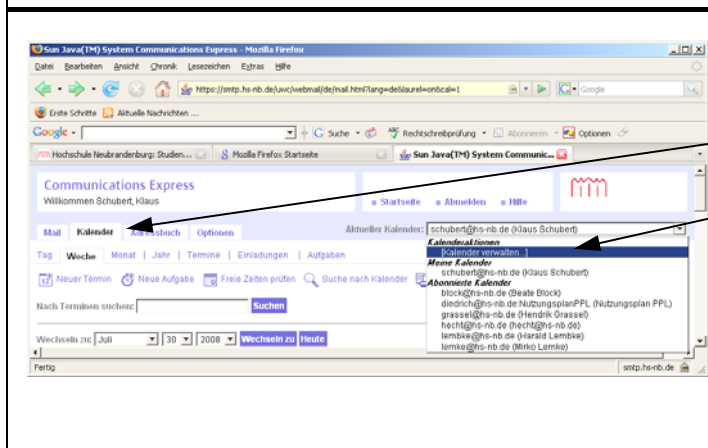 Sun Java(TM) System Communications Express - Mozilla Firefox
Datei Bearbeiten Ansicht Chronik Lesezeichen Extras Hilfe
https://smtp.hs-nb.de/uwc/webmail/de/mail.html?lang=de&laurel=on&cal=1 Google
Erste Schritte Aktuelle Nachrichten ...
Google - G Suche Rechtschreibprüfung Abonnieren Optionen
Hochschule Neubrandenburg: Studien... Mozilla Firefox Startseite Sun Java(TM) System Communic...
Communications Express
Willkommen Schubert, Klaus Startseite Abmelden Hilfe
Mail Kalender Adressbuch Optionen Aktueller Kalender: schubert@hs-nb.de (Klaus Schubert)
Kalenderaktionen
[Kalender verwalten...]
Meine Kalender
schubert@hs-nb.de (Klaus Schubert)
Abonnierte Kalender
block@hs-nb.de (Beate Block)
diedrich@hs-nb.de:NutzungsplanPPL (Nutzungsplan PPL)
grassel@hs-nb.de (Hendrik Grassel)
hecht@hs-nb.de (hecht@hs-nb.de)
lembke@hs-nb.de (Harald Lembke)
lemke@hs-nb.de (Mirko Lemke)
Tag Woche Monat Jahr Termine Einladungen Aufgaben
Neuer Termin Neue Aufgabe Freie Zeiten prüfen Suche nach Kalender
Nach Terminen suchen: Suchen
Wechseln zu: Juli 30 2008 Wechseln zu Heute
Fertig smtp.hs-nb.de